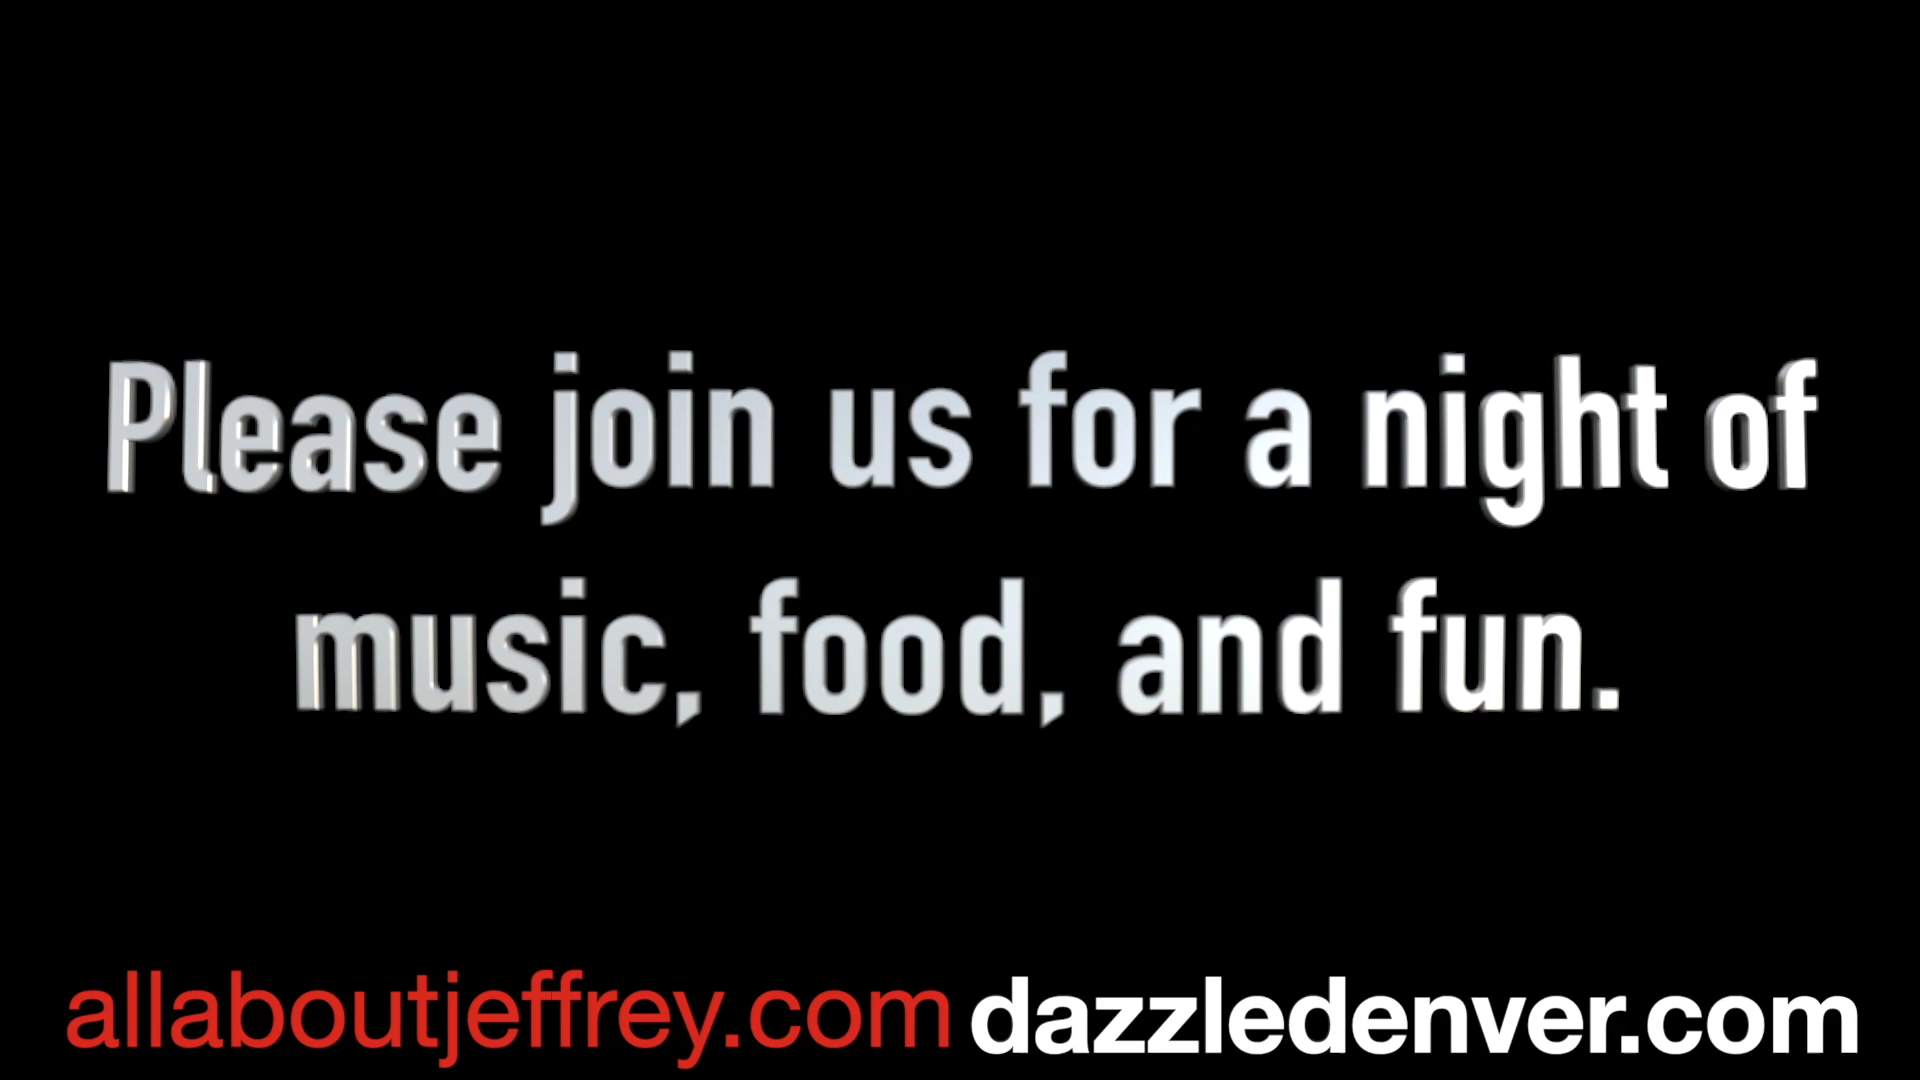 Please join us for a night of
music, food, and fun.
allaboutjeffrey.com dazzledenver.com